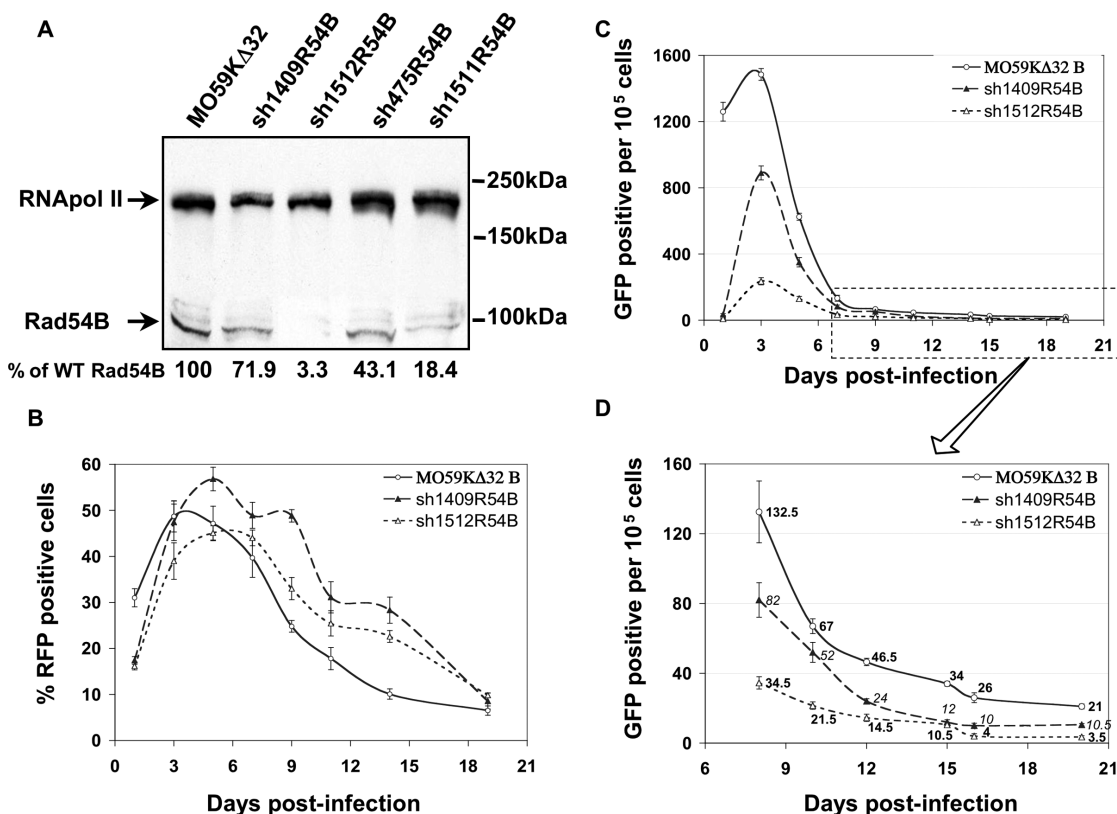 A
MO59KΔ32
sh1409R54B
sh1512R54B
sh475R54B
sh1511R54B
RNApol II
250kDa
150kDa
Rad54B
100kDa
% of WT Rad54B 100 71.9 3.3 43.1 18.4
B
% RFP positive cells
60
50
40
30
20
10
0
MO59KΔ32 B
sh1409R54B
sh1512R54B
0 3 6 9 12 15 18 21
Days post-infection
C
GFP positive per 10⁵ cells
1600
1200
800
400
0
MO59KΔ32 B
sh1409R54B
sh1512R54B
0 3 6 9 12 15 18 21
Days post-infection
D
GFP positive per 10⁵ cells
160
120
80
40
0
MO59KΔ32 B
sh1409R54B
sh1512R54B
132.5
67
46.5
34
26
21
82
52
24
12
10
10.5
34.5
21.5
14.5
10.5
4
3.5
6 9 12 15 18 21
Days post-infection